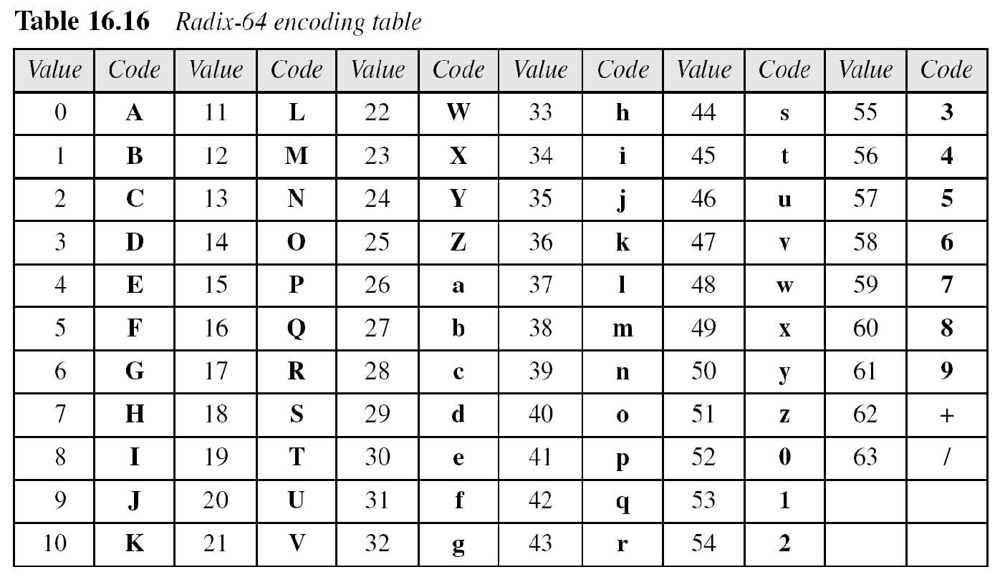 Table 16.16 Radix-64 encoding table
Value Code Value Code Value Code Value Code Value Code Value Code
0 A 11 L 22 W 33 h 44 s 55 3
1 B 12 M 23 X 34 i 45 t 56 4
2 C 13 N 24 Y 35 j 46 u 57 5
3 D 14 O 25 Z 36 k 47 v 58 6
4 E 15 P 26 a 37 l 48 w 59 7
5 F 16 Q 27 b 38 m 49 x 60 8
6 G 17 R 28 c 39 n 50 y 61 9
7 H 18 S 29 d 40 o 51 z 62 +
8 I 19 T 30 e 41 p 52 0 63 /
9 J 20 U 31 f 42 q 53 1
10 K 21 V 32 g 43 r 54 2